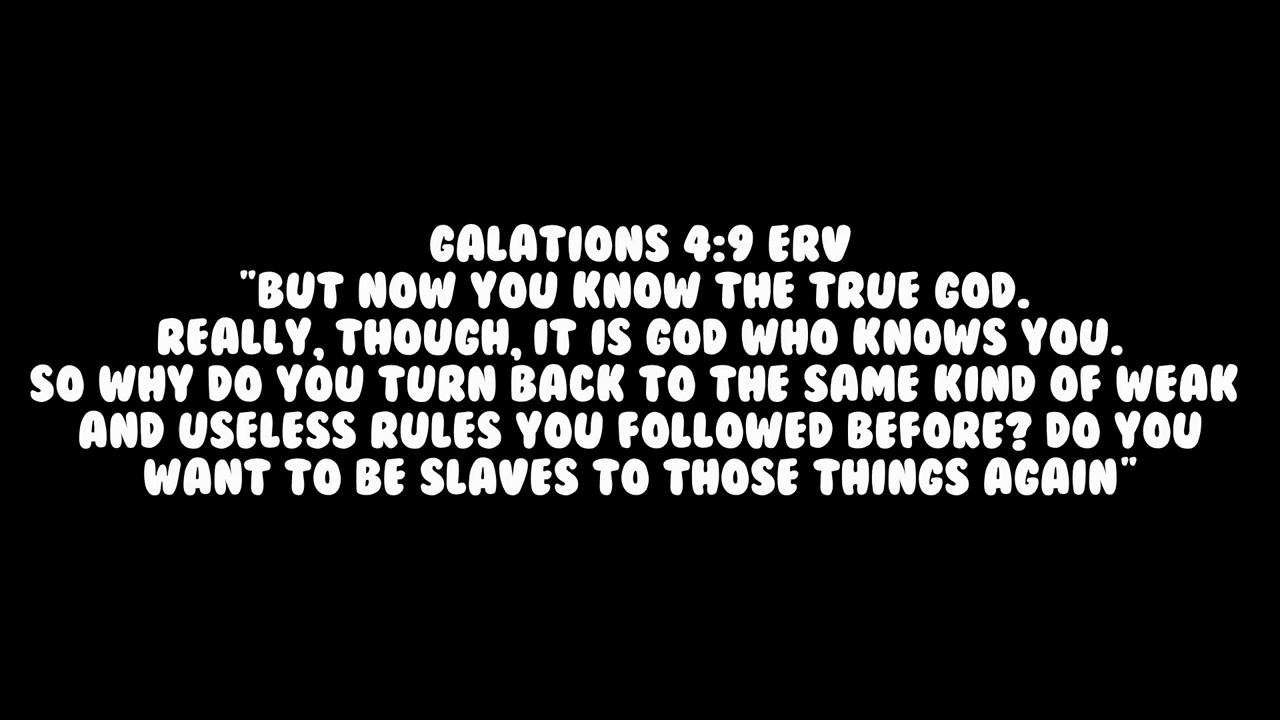 GALATIONS 4:9 ERV
"BUT NOW YOU KNOW THE TRUE GOD.
REALLY, THOUGH, IT IS GOD WHO KNOWS YOU.
SO WHY DO YOU TURN BACK TO THE SAME KIND OF WEAK
AND USELESS RULES YOU FOLLOWED BEFORE? DO YOU
WANT TO BE SLAVES TO THOSE THINGS AGAIN"